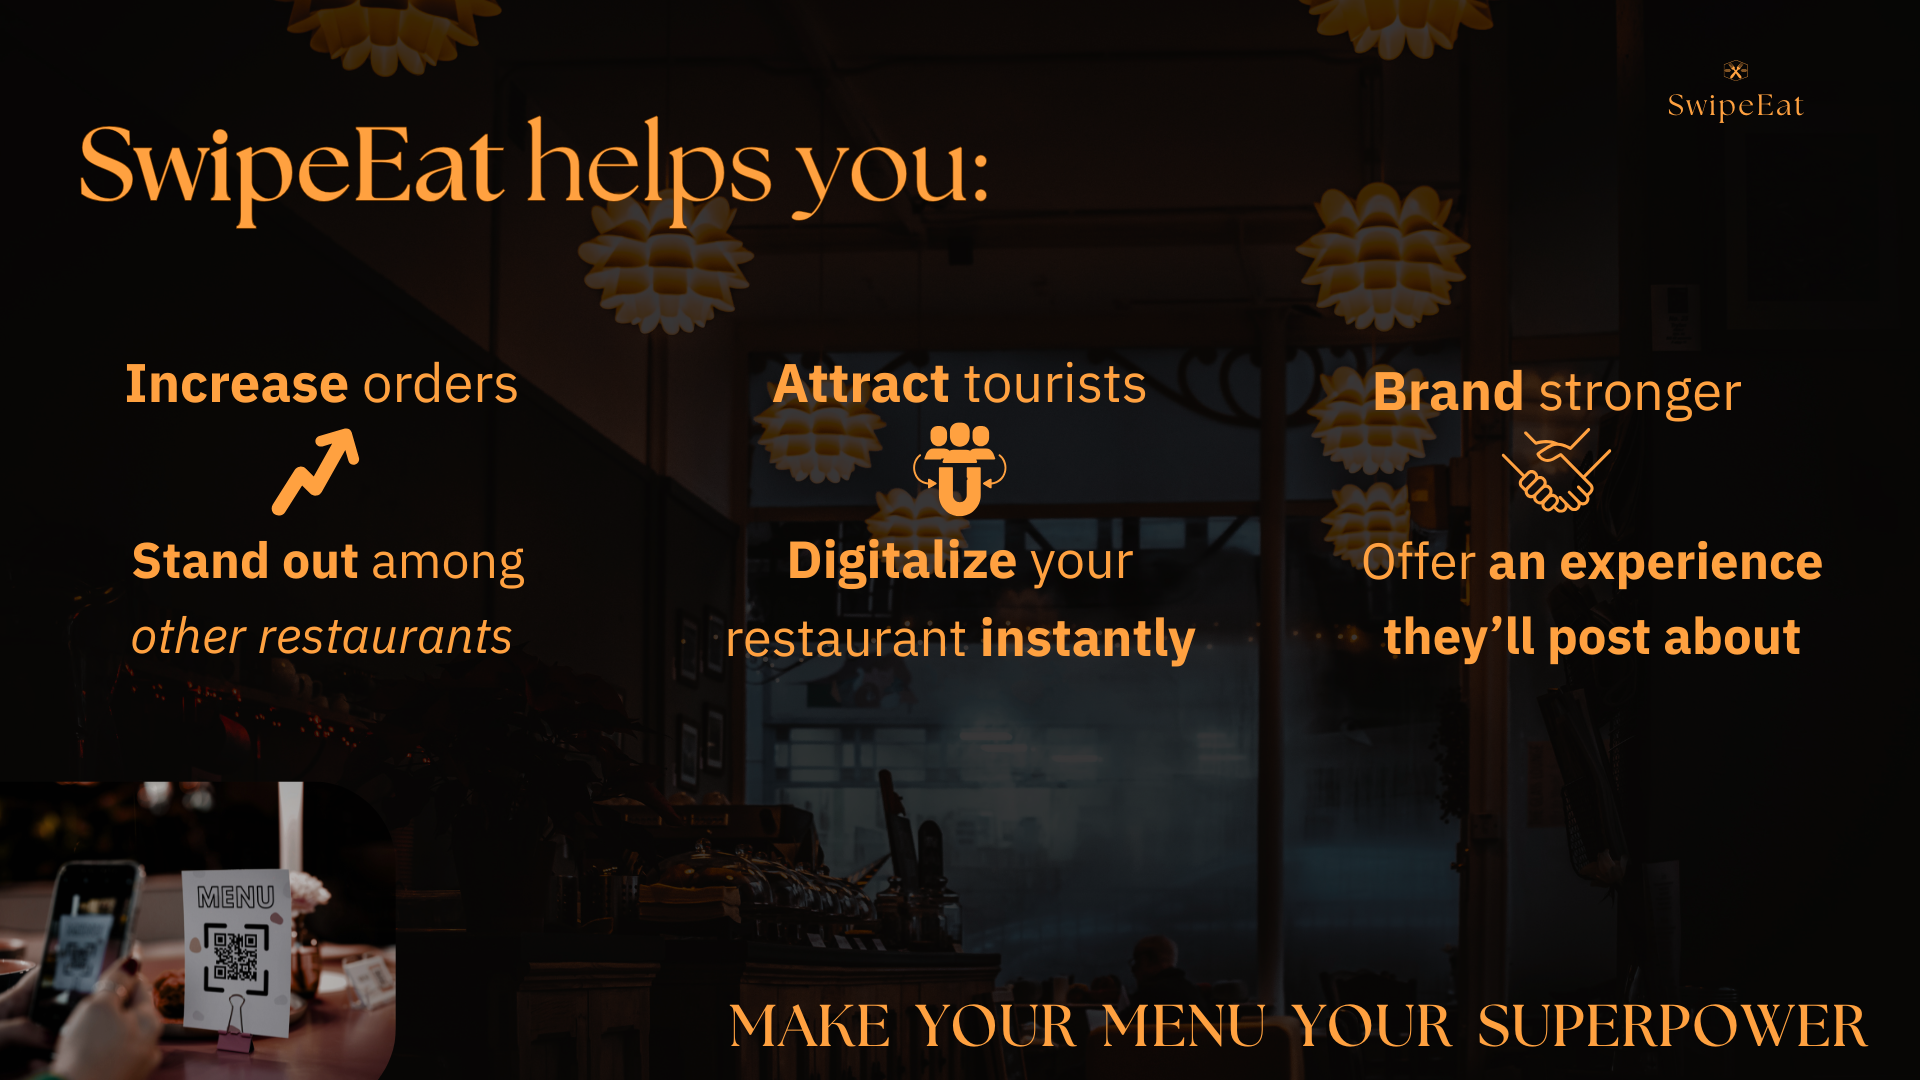 SwipeEat
SwipeEat helps you:
Increase orders
Attract tourists
Brand stronger
Stand out among
other restaurants
Digitalize your
restaurant instantly
Offer an experience
they’ll post about
MENU
MAKE YOUR MENU YOUR SUPERPOWER